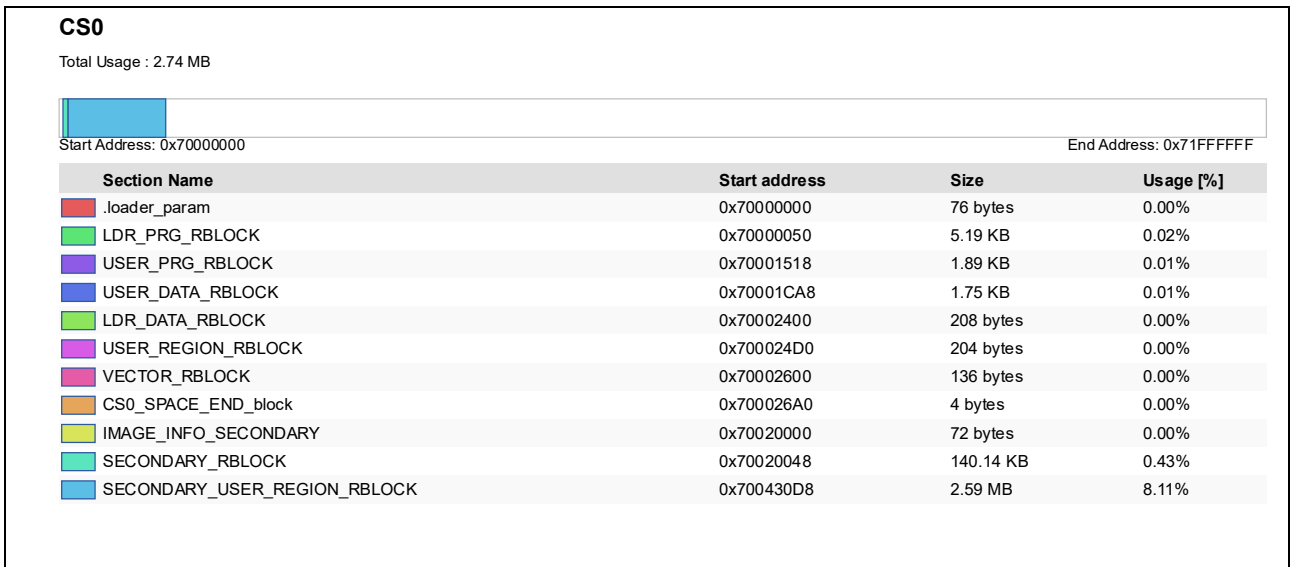 CS0
Total Usage : 2.74 MB
Start Address: 0x70000000 End Address: 0x71FFFFFF
Section Name Start address Size Usage [%]
.loader_param 0x70000000 76 bytes 0.00%
LDR_PRG_RBLOCK 0x70000050 5.19 KB 0.02%
USER_PRG_RBLOCK 0x70001518 1.89 KB 0.01%
USER_DATA_RBLOCK 0x70001CA8 1.75 KB 0.01%
LDR_DATA_RBLOCK 0x70002400 208 bytes 0.00%
USER_REGION_RBLOCK 0x700024D0 204 bytes 0.00%
VECTOR_RBLOCK 0x70002600 136 bytes 0.00%
CS0_SPACE_END_block 0x700026A0 4 bytes 0.00%
IMAGE_INFO_SECONDARY 0x70020000 72 bytes 0.00%
SECONDARY_RBLOCK 0x70020048 140.14 KB 0.43%
SECONDARY_USER_REGION_RBLOCK 0x700430D8 2.59 MB 8.11%